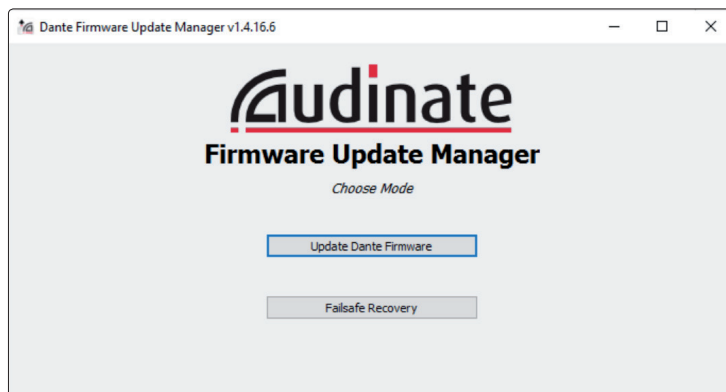 Dante Firmware Update Manager v1.4.16.6
Audinate
Firmware Update Manager
Choose Mode
Update Dante Firmware
Failsafe Recovery